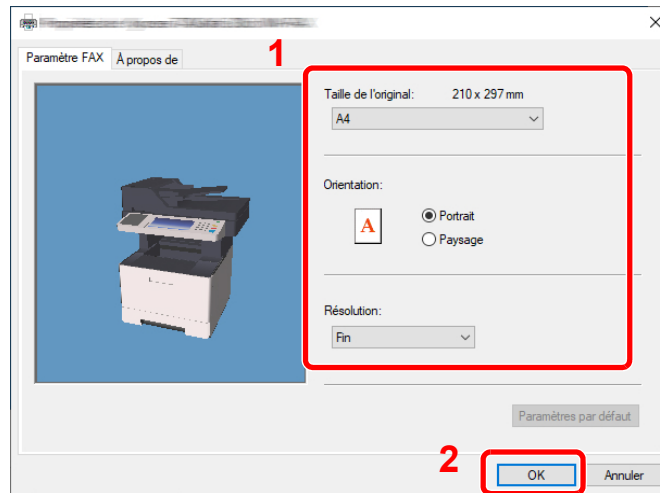 1
Paramètre FAX
À propos de
Taille de l'original: 210 x 297 mm
A4
Orientation:
A
Portrait
Paysage
Résolution:
Fin
Paramètres par défaut
2
OK
Annuler